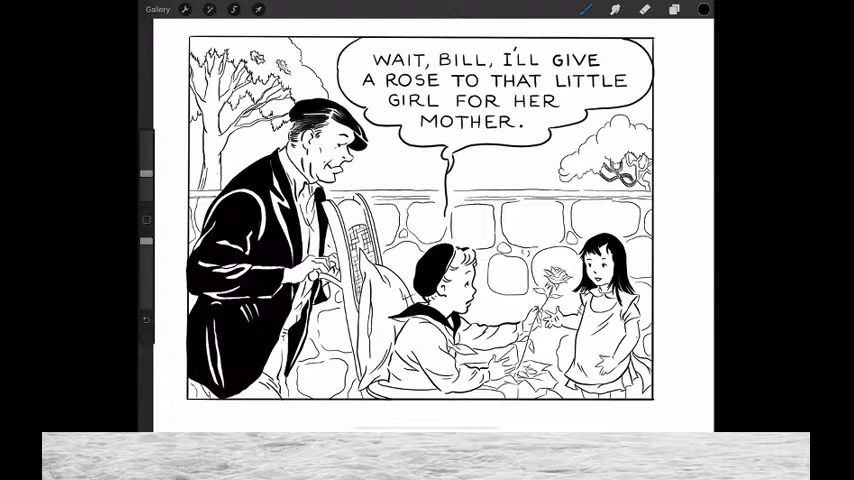 Gallery
WAIT, BILL, I'LL GIVE
A ROSE TO THAT LITTLE
GIRL FOR HER
MOTHER.